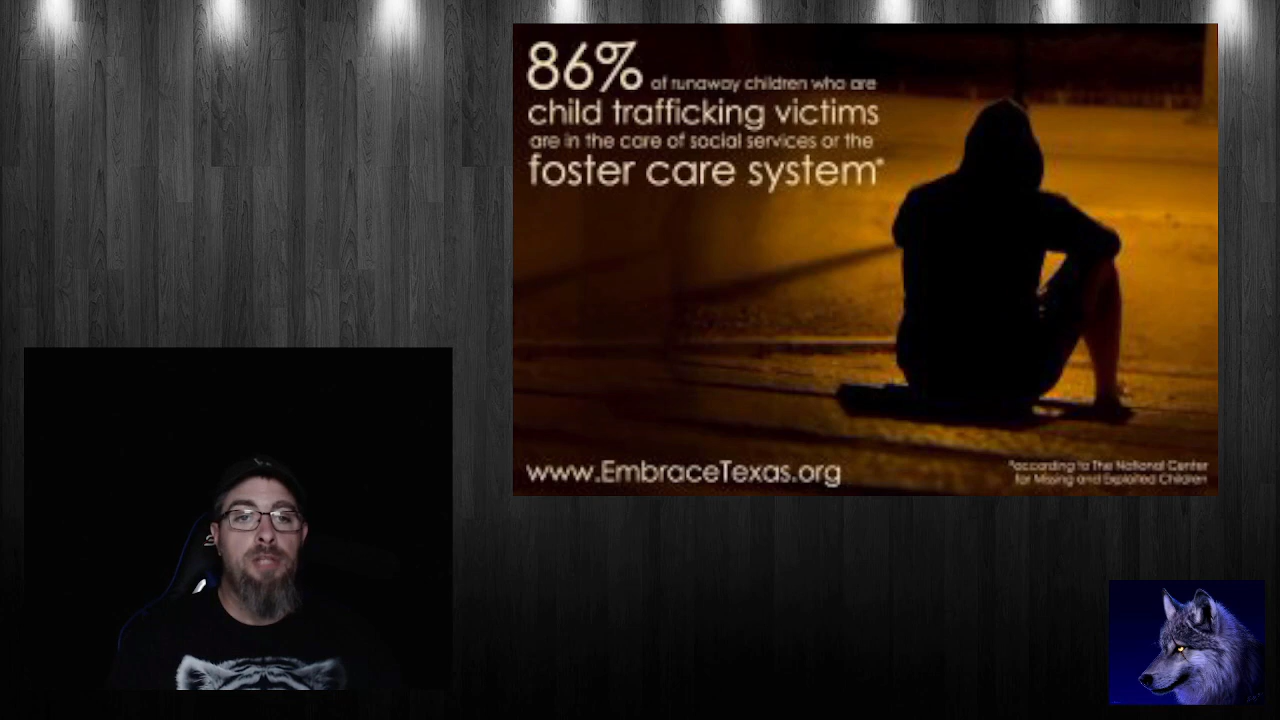 86% of runaway children who are
child trafficking victims
are in the care of social services or the
foster care system*
www.EmbraceTexas.org
*according to The National Center
for Missing and Exploited Children